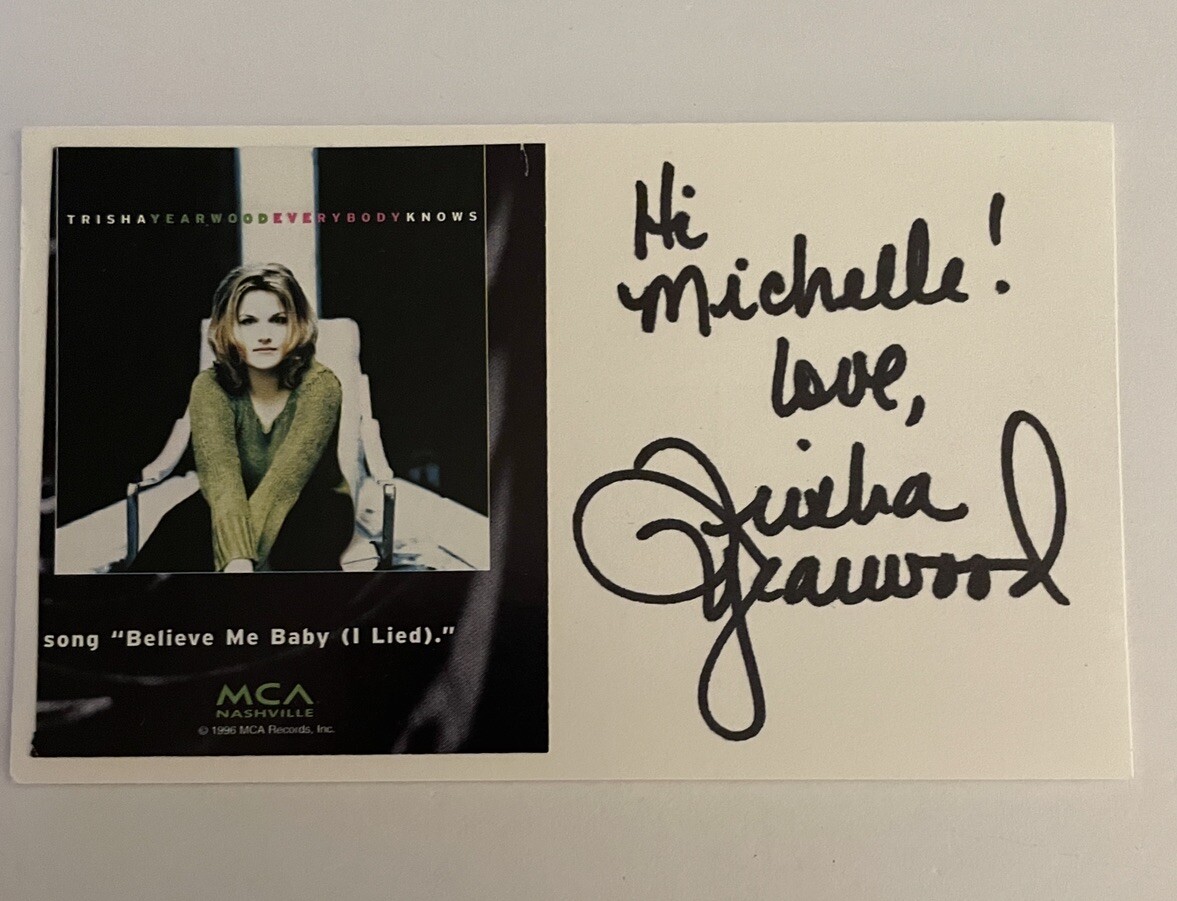 TRISHAYEARWOODEVERYBODYKNOWS
song “Believe Me Baby (I Lied).”
MCA
NASHVILLE
© 1996 MCA Records, Inc.
Hi
Michelle!
Love,
Trisha
Yearwood